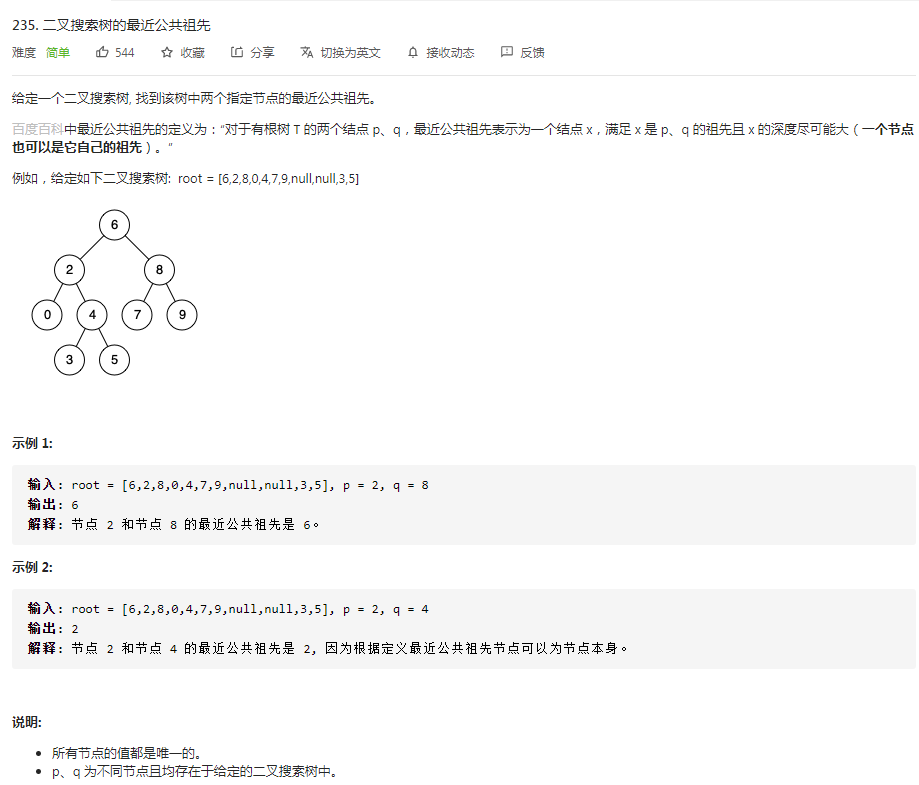 235. 二叉搜索树的最近公共祖先
难度 简单 544 收藏 分享 切换为英文 接收动态 反馈
给定一个二叉搜索树, 找到该树中两个指定节点的最近公共祖先。
百度百科中最近公共祖先的定义为：“对于有根树 T 的两个结点 p、q，最近公共祖先表示为一个结点 x，满足 x 是 p、q 的祖先且 x 的深度尽可能大（一个节点
也可以是它自己的祖先）。”
例如，给定如下二叉搜索树: root = [6,2,8,0,4,7,9,null,null,3,5]
6
2 8
0 4 7 9
3 5
示例 1:
输入: root = [6,2,8,0,4,7,9,null,null,3,5], p = 2, q = 8
输出: 6
解释: 节点 2 和节点 8 的最近公共祖先是 6。
示例 2:
输入: root = [6,2,8,0,4,7,9,null,null,3,5], p = 2, q = 4
输出: 2
解释: 节点 2 和节点 4 的最近公共祖先是 2, 因为根据定义最近公共祖先节点可以为节点本身。
说明:
• 所有节点的值都是唯一的。
• p、q 为不同节点且均存在于给定的二叉搜索树中。